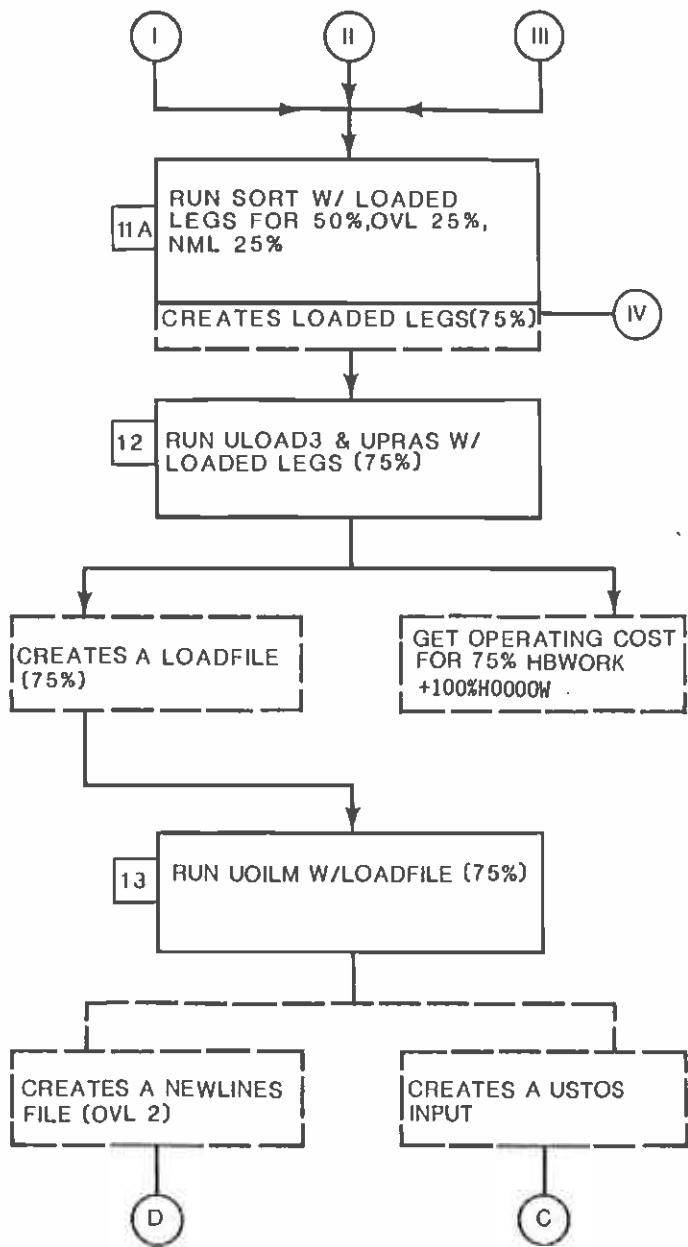 I
II
III
11A
RUN SORT W/ LOADED
LEGS FOR 50%,OVL 25%,
NML 25%
CREATES LOADED LEGS(75%)
IV
12
RUN ULOAD3 & UPRAS W/
LOADED LEGS (75%)
CREATES A LOADFILE
(75%)
GET OPERATING COST
FOR 75% HBWORK
+100%H0000W
13
RUN UOILM W/LOADFILE (75%)
CREATES A NEWLINES
FILE (OVL 2)
CREATES A USTOS
INPUT
D
C